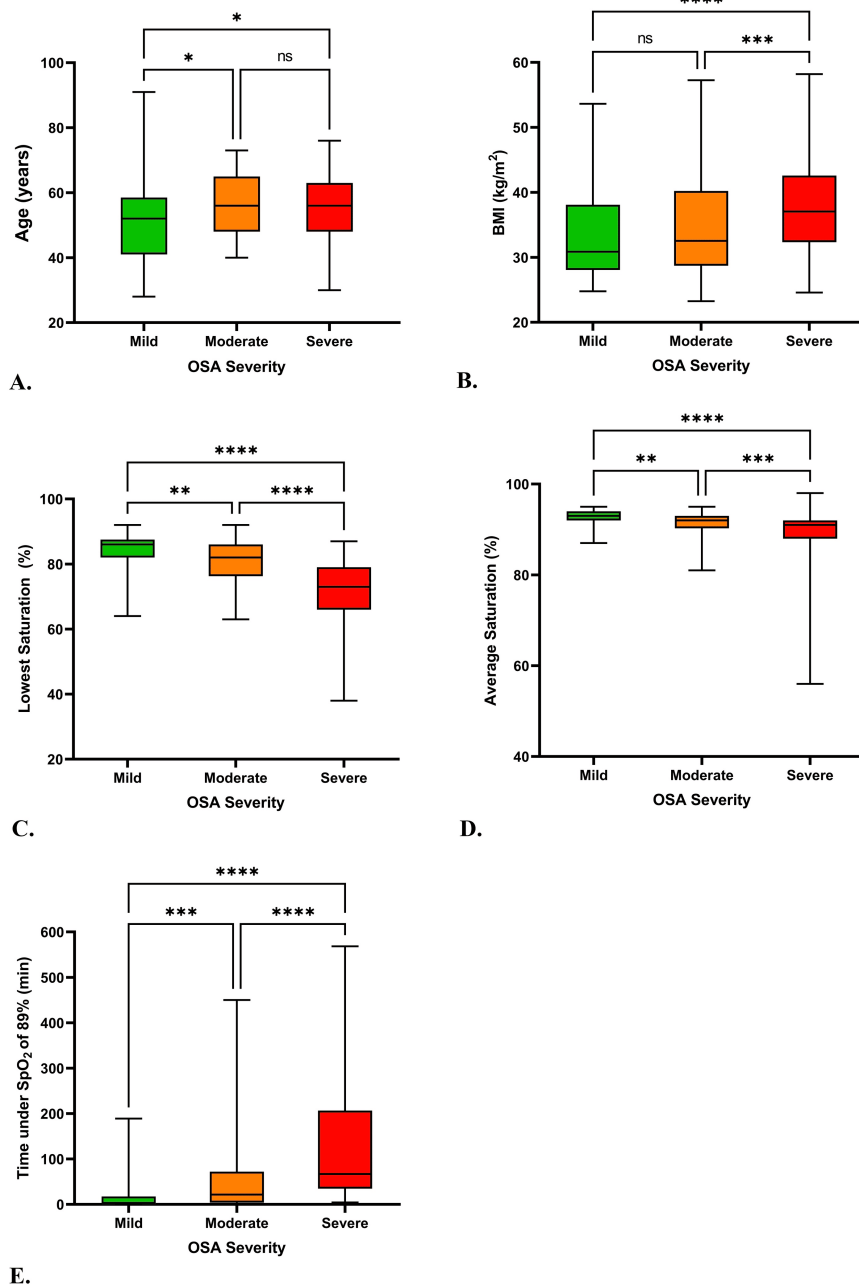 *
*
ns
Age (years)
100
80
60
40
20
Mild Moderate Severe
OSA Severity
A.
****
ns
***
BMI (kg/m²)
60
50
40
30
20
Mild Moderate Severe
OSA Severity
B.
****
**
****
Lowest Saturation (%)
100
80
60
40
20
Mild Moderate Severe
OSA Severity
C.
****
**
***
Average Saturation (%)
100
80
60
40
Mild Moderate Severe
OSA Severity
D.
****
***
****
Time under SpO₂ of 89% (min)
600
500
400
300
200
100
0
Mild Moderate Severe
OSA Severity
E.